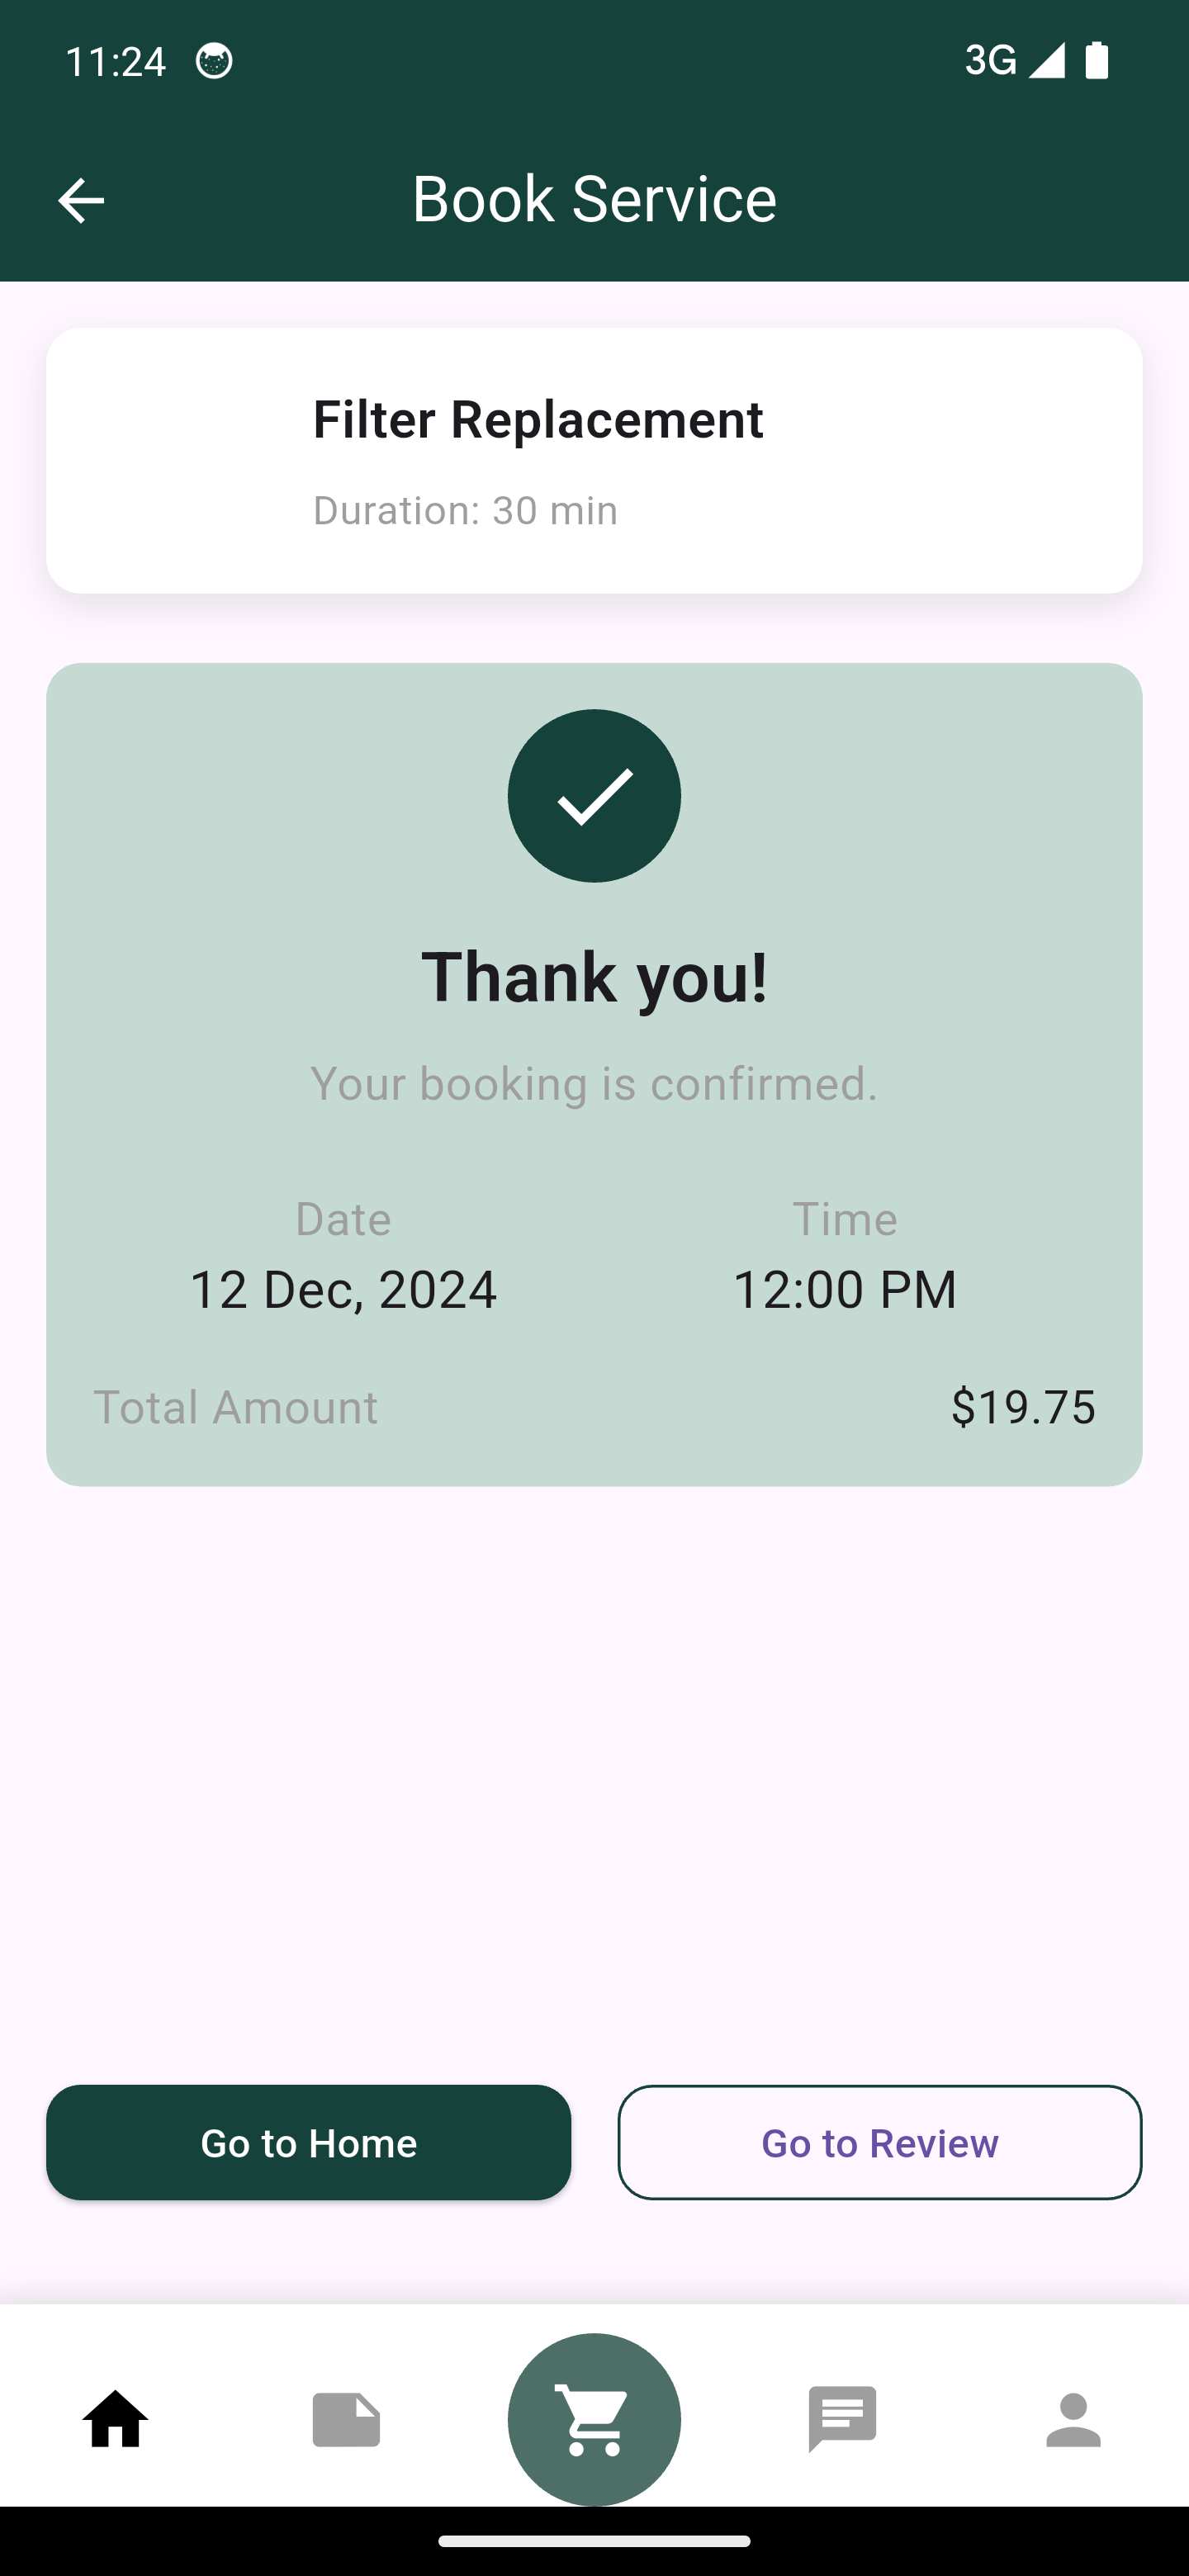 11:24
3G
Book Service
Filter Replacement
Duration: 30 min
Thank you!
Your booking is confirmed.
Date
Time
12 Dec, 2024
12:00 PM
Total Amount
$19.75
Go to Home
Go to Review